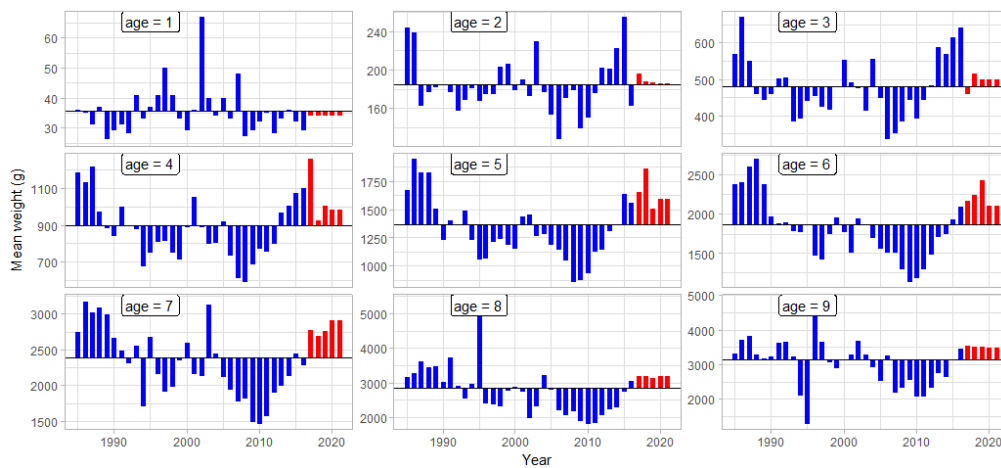 age = 1
age = 2
age = 3
60
50
40
30
240
200
160
600
500
400
age = 4
age = 5
age = 6
1100
900
700
1750
1500
1250
1000
2500
2000
1500
age = 7
age = 8
age = 9
3000
2500
2000
1500
5000
4000
3000
2000
5000
4000
3000
2000
1990 2000 2010 2020
1990 2000 2010 2020
1990 2000 2010 2020
Mean weight (g)
Year